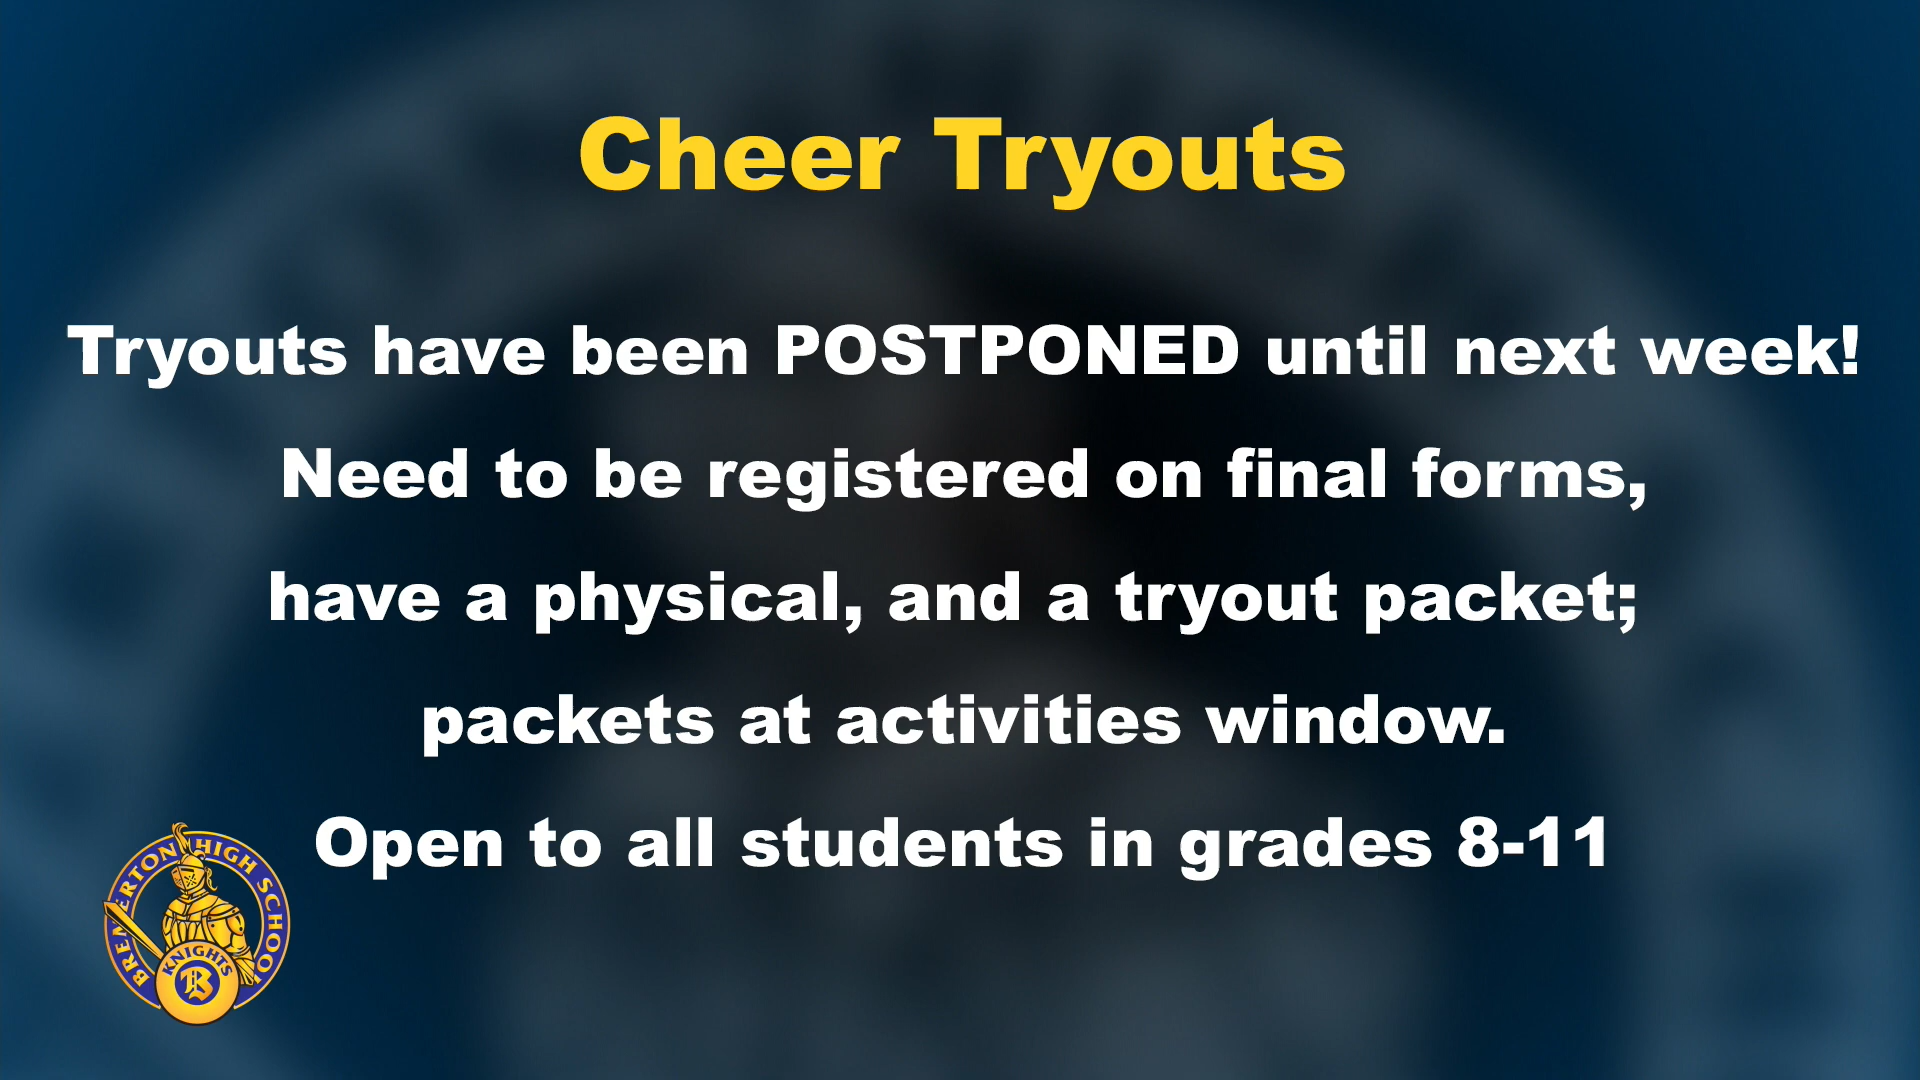 Cheer Tryouts
Tryouts have been POSTPONED until next week!
Need to be registered on final forms,
have a physical, and a tryout packet;
packets at activities window.
Open to all students in grades 8-11
BREMERTON HIGH SCHOOL
KNIGHTS
B